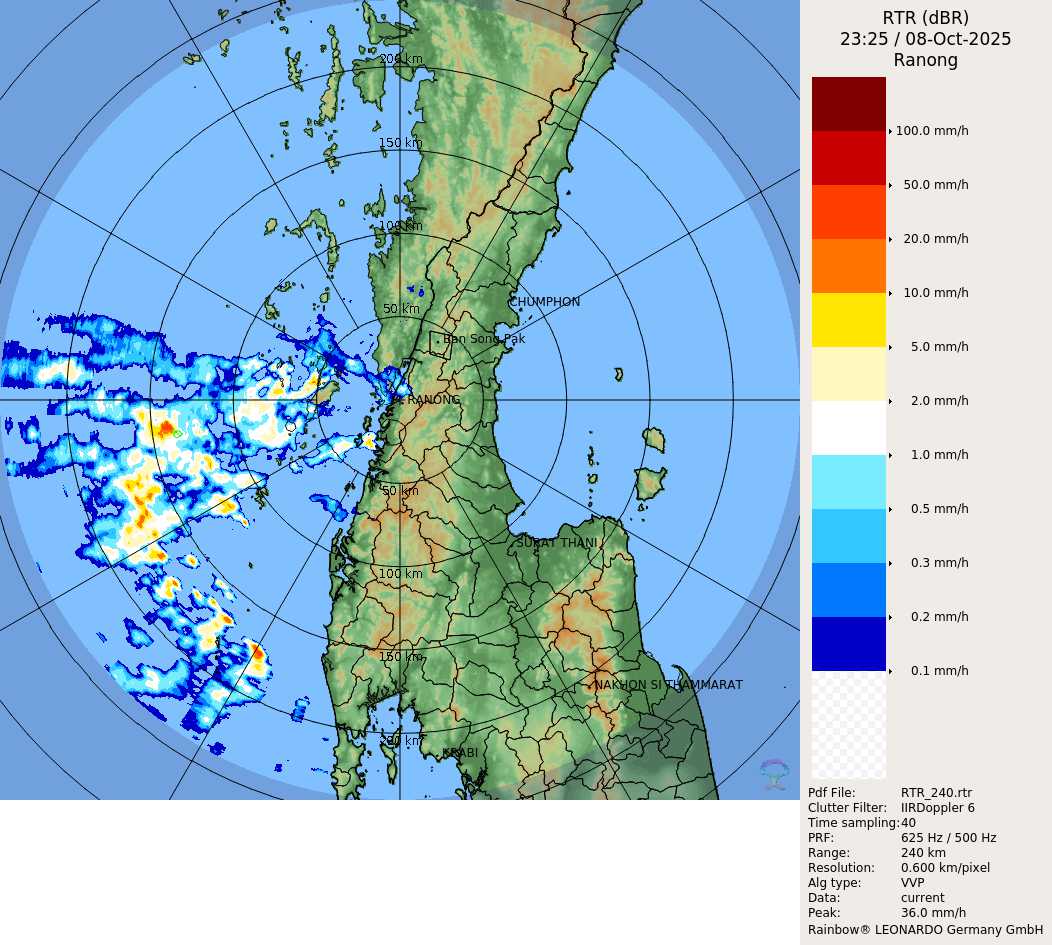 RTR (dBR)
23:25 / 08-Oct-2025
Ranong
100.0 mm/h
50.0 mm/h
20.0 mm/h
10.0 mm/h
5.0 mm/h
2.0 mm/h
1.0 mm/h
0.5 mm/h
0.3 mm/h
0.2 mm/h
0.1 mm/h
Pdf File: RTR_240.rtr
Clutter Filter: IIRDoppler 6
Time sampling:40
PRF: 625 Hz / 500 Hz
Range: 240 km
Resolution: 0.600 km/pixel
Alg type: VVP
Data: current
Peak: 36.0 mm/h
Rainbow® LEONARDO Germany GmbH
200 km
150 km
100 km
50 km
CHUMPHON
Ban Song Pak
RANONG
50 km
SURAT THANI
100 km
150 km
NAKHON SI THAMMARAT
200 km
KRABI